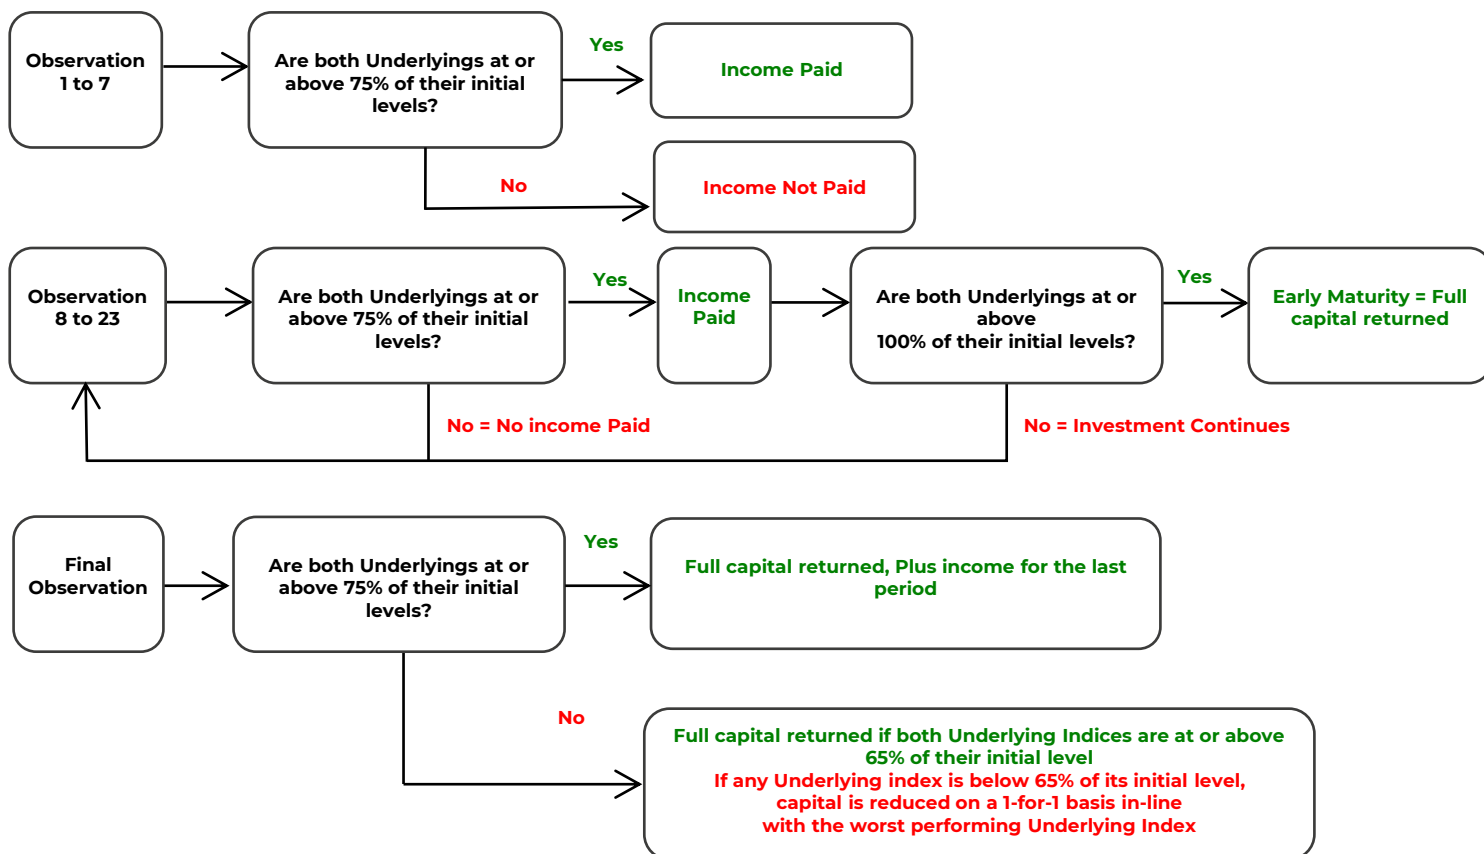 Observation
1 to 7
Are both Underlyings at or
above 75% of their initial
levels?
Yes
Income Paid
No
Income Not Paid
Observation
8 to 23
Are both Underlyings at or
above 75% of their initial
levels?
Yes
Income
Paid
Are both Underlyings at or
above
100% of their initial levels?
Yes
Early Maturity = Full
capital returned
No = No income Paid
No = Investment Continues
Final
Observation
Are both Underlyings at or
above 75% of their initial
levels?
Yes
Full capital returned, Plus income for the last
period
No
Full capital returned if both Underlying Indices are at or above
65% of their initial level
If any Underlying index is below 65% of its initial level,
capital is reduced on a 1-for-1 basis in-line
with the worst performing Underlying Index